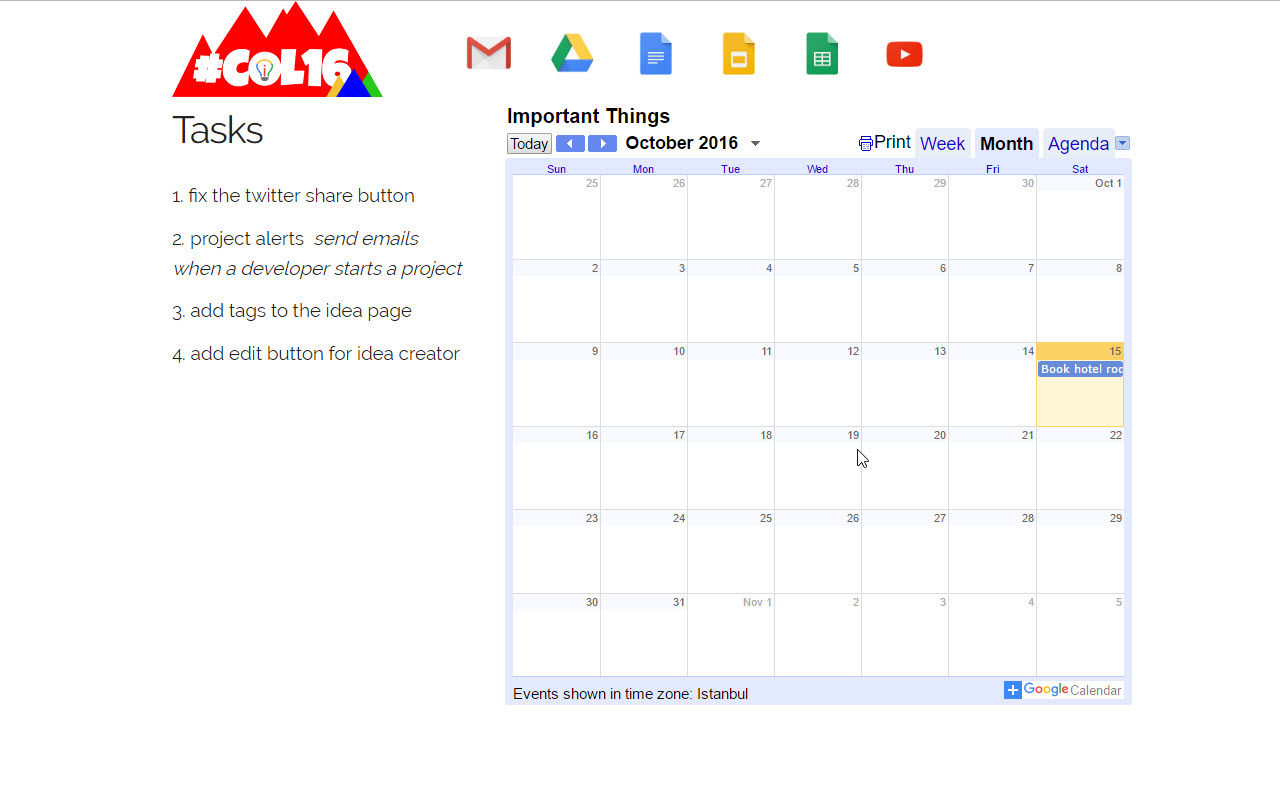 #COL16
Tasks
1. fix the twitter share button
2. project alerts send emails
when a developer starts a project
3. add tags to the idea page
4. add edit button for idea creator
Important Things
Today October 2016 Print Week Month Agenda
Sun Mon Tue Wed Thu Fri Sat
25 26 27 28 29 30 Oct 1
2 3 4 5 6 7 8
9 10 11 12 13 14 15
Book hotel roo
16 17 18 19 20 21 22
23 24 25 26 27 28 29
30 31 Nov 1 2 3 4 5
Events shown in time zone: Istanbul
Google Calendar